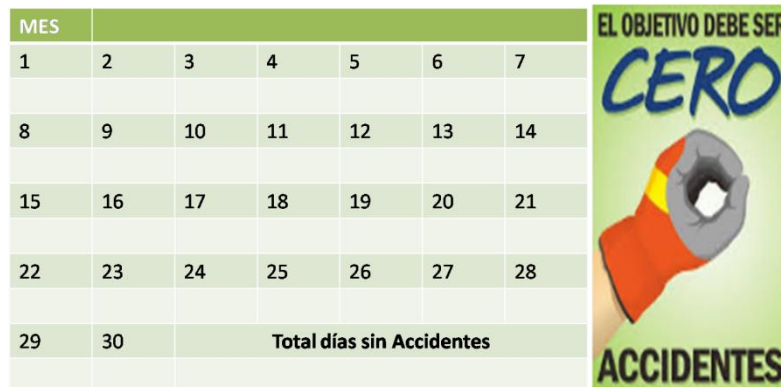 MES
1 2 3 4 5 6 7
8 9 10 11 12 13 14
15 16 17 18 19 20 21
22 23 24 25 26 27 28
29 30 Total días sin Accidentes
EL OBJETIVO DEBE SER
CERO
ACCIDENTES